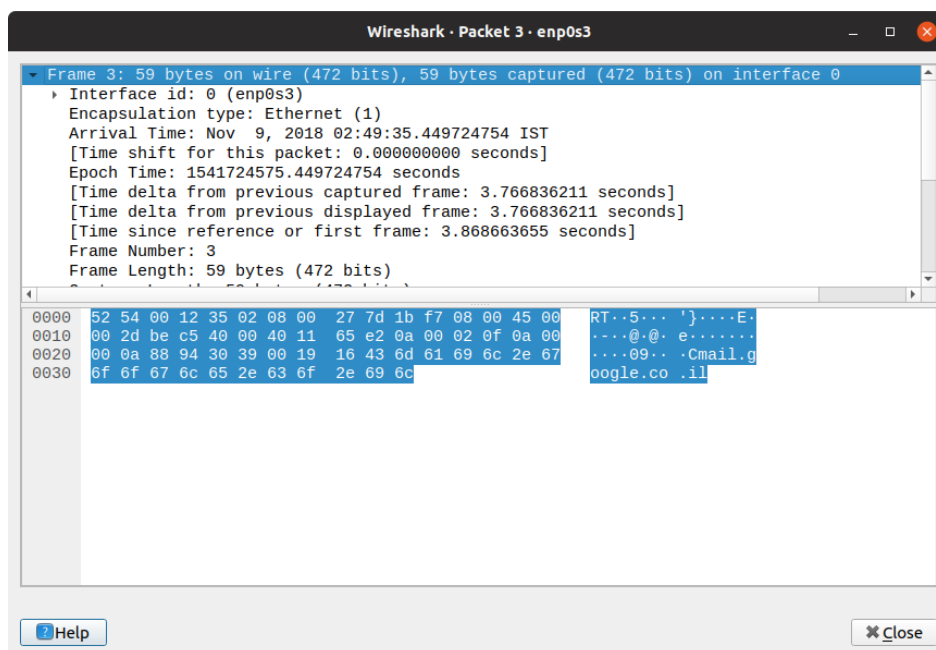 Wireshark · Packet 3 · enp0s3
Frame 3: 59 bytes on wire (472 bits), 59 bytes captured (472 bits) on interface 0
Interface id: 0 (enp0s3)
Encapsulation type: Ethernet (1)
Arrival Time: Nov  9, 2018 02:49:35.449724754 IST
[Time shift for this packet: 0.000000000 seconds]
Epoch Time: 1541724575.449724754 seconds
[Time delta from previous captured frame: 3.766836211 seconds]
[Time delta from previous displayed frame: 3.766836211 seconds]
[Time since reference or first frame: 3.868663655 seconds]
Frame Number: 3
Frame Length: 59 bytes (472 bits)
0000 52 54 00 12 35 02 08 00 27 7d 1b f7 08 00 45 00 RT··5··· '}····E·
0010 00 2d be c5 40 00 40 11 65 e2 0a 00 02 0f 0a 00 ·-··@·@· e·······
0020 00 0a 88 94 30 39 00 19 16 43 6d 61 69 6c 2e 67 ····09·· ·Cmail.g
0030 6f 6f 67 6c 65 2e 63 6f 2e 69 6c oogle.co .il
Help
Close